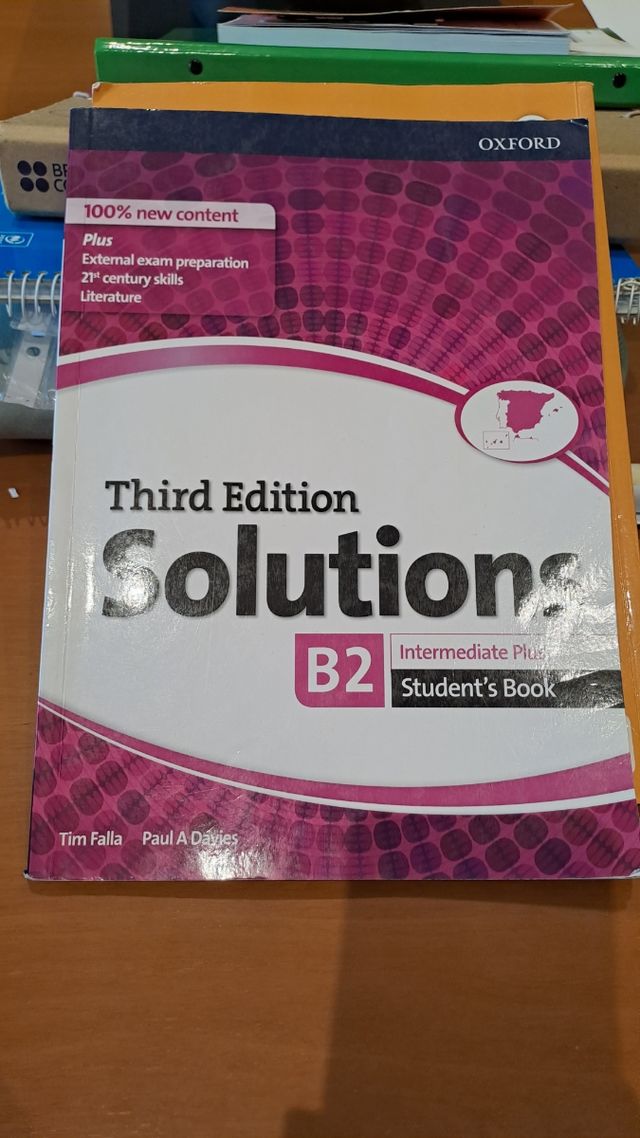 OXFORD
100% new content
Plus
External exam preparation
21st century skills
Literature
Third Edition
Solutions
B2
Intermediate Plus
Student's Book
Tim Falla Paul A Davies